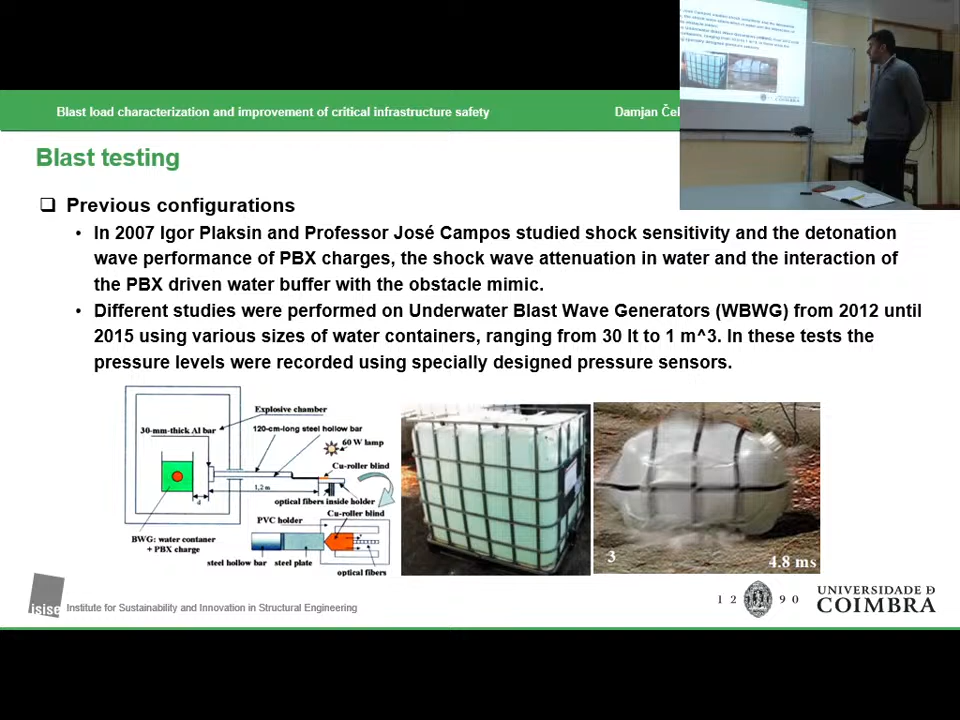 Blast load characterization and improvement of critical infrastructure safety
Damjan Čel
Blast testing
Previous configurations
• In 2007 Igor Plaksin and Professor José Campos studied shock sensitivity and the detonation
wave performance of PBX charges, the shock wave attenuation in water and the interaction of
the PBX driven water buffer with the obstacle mimic.
• Different studies were performed on Underwater Blast Wave Generators (WBWG) from 2012 until
2015 using various sizes of water containers, ranging from 30 lt to 1 m^3. In these tests the
pressure levels were recorded using specially designed pressure sensors.
Explosive chamber
30-mm-thick Al bar
120-cm-long steel hollow bar
60 W lamp
Cu-roller blind
1,2 m
d
optical fibers inside holder
Cu-roller blind
PVC holder
BWG: water contaner
+ PBX charge
steel hollow bar steel plate
optical fibers
3
4.8 ms
isise
Institute for Sustainability and Innovation in Structural Engineering
12 90
UNIVERSIDADE D
COIMBRA